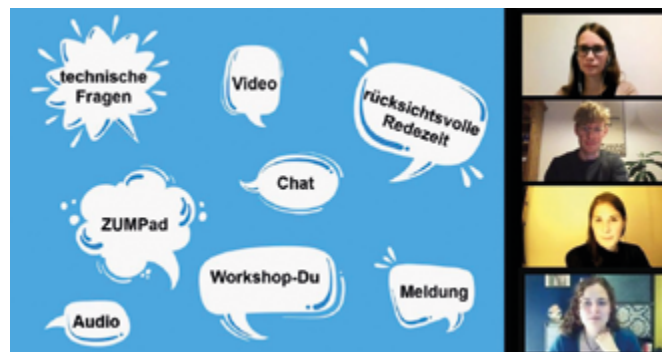 technische
Fragen
Video
rücksichtsvolle
Redezeit
Chat
ZUMPad
Workshop-Du
Meldung
Audio